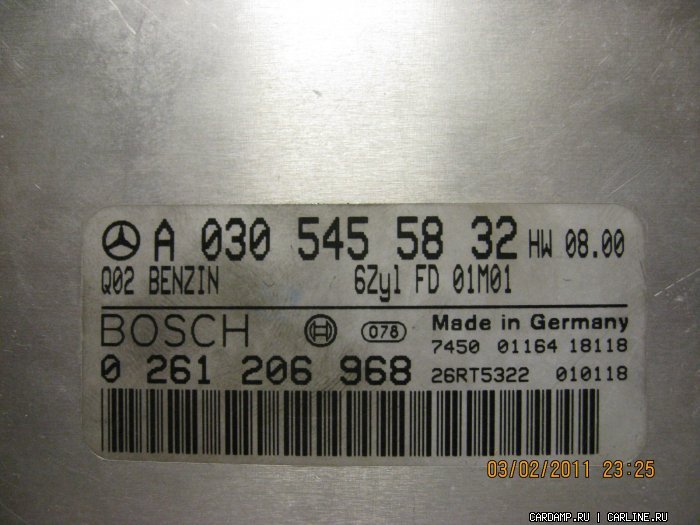 A 030 545 58 32 HW 08.00
Q02 BENZIN 6Zyl FD 01M01
BOSCH 078 Made in Germany
7450 01164 18118
0 261 206 968 26RT5322 010118
03/02/2011 23:25
CARDAMP.RU | CARLINE.RU